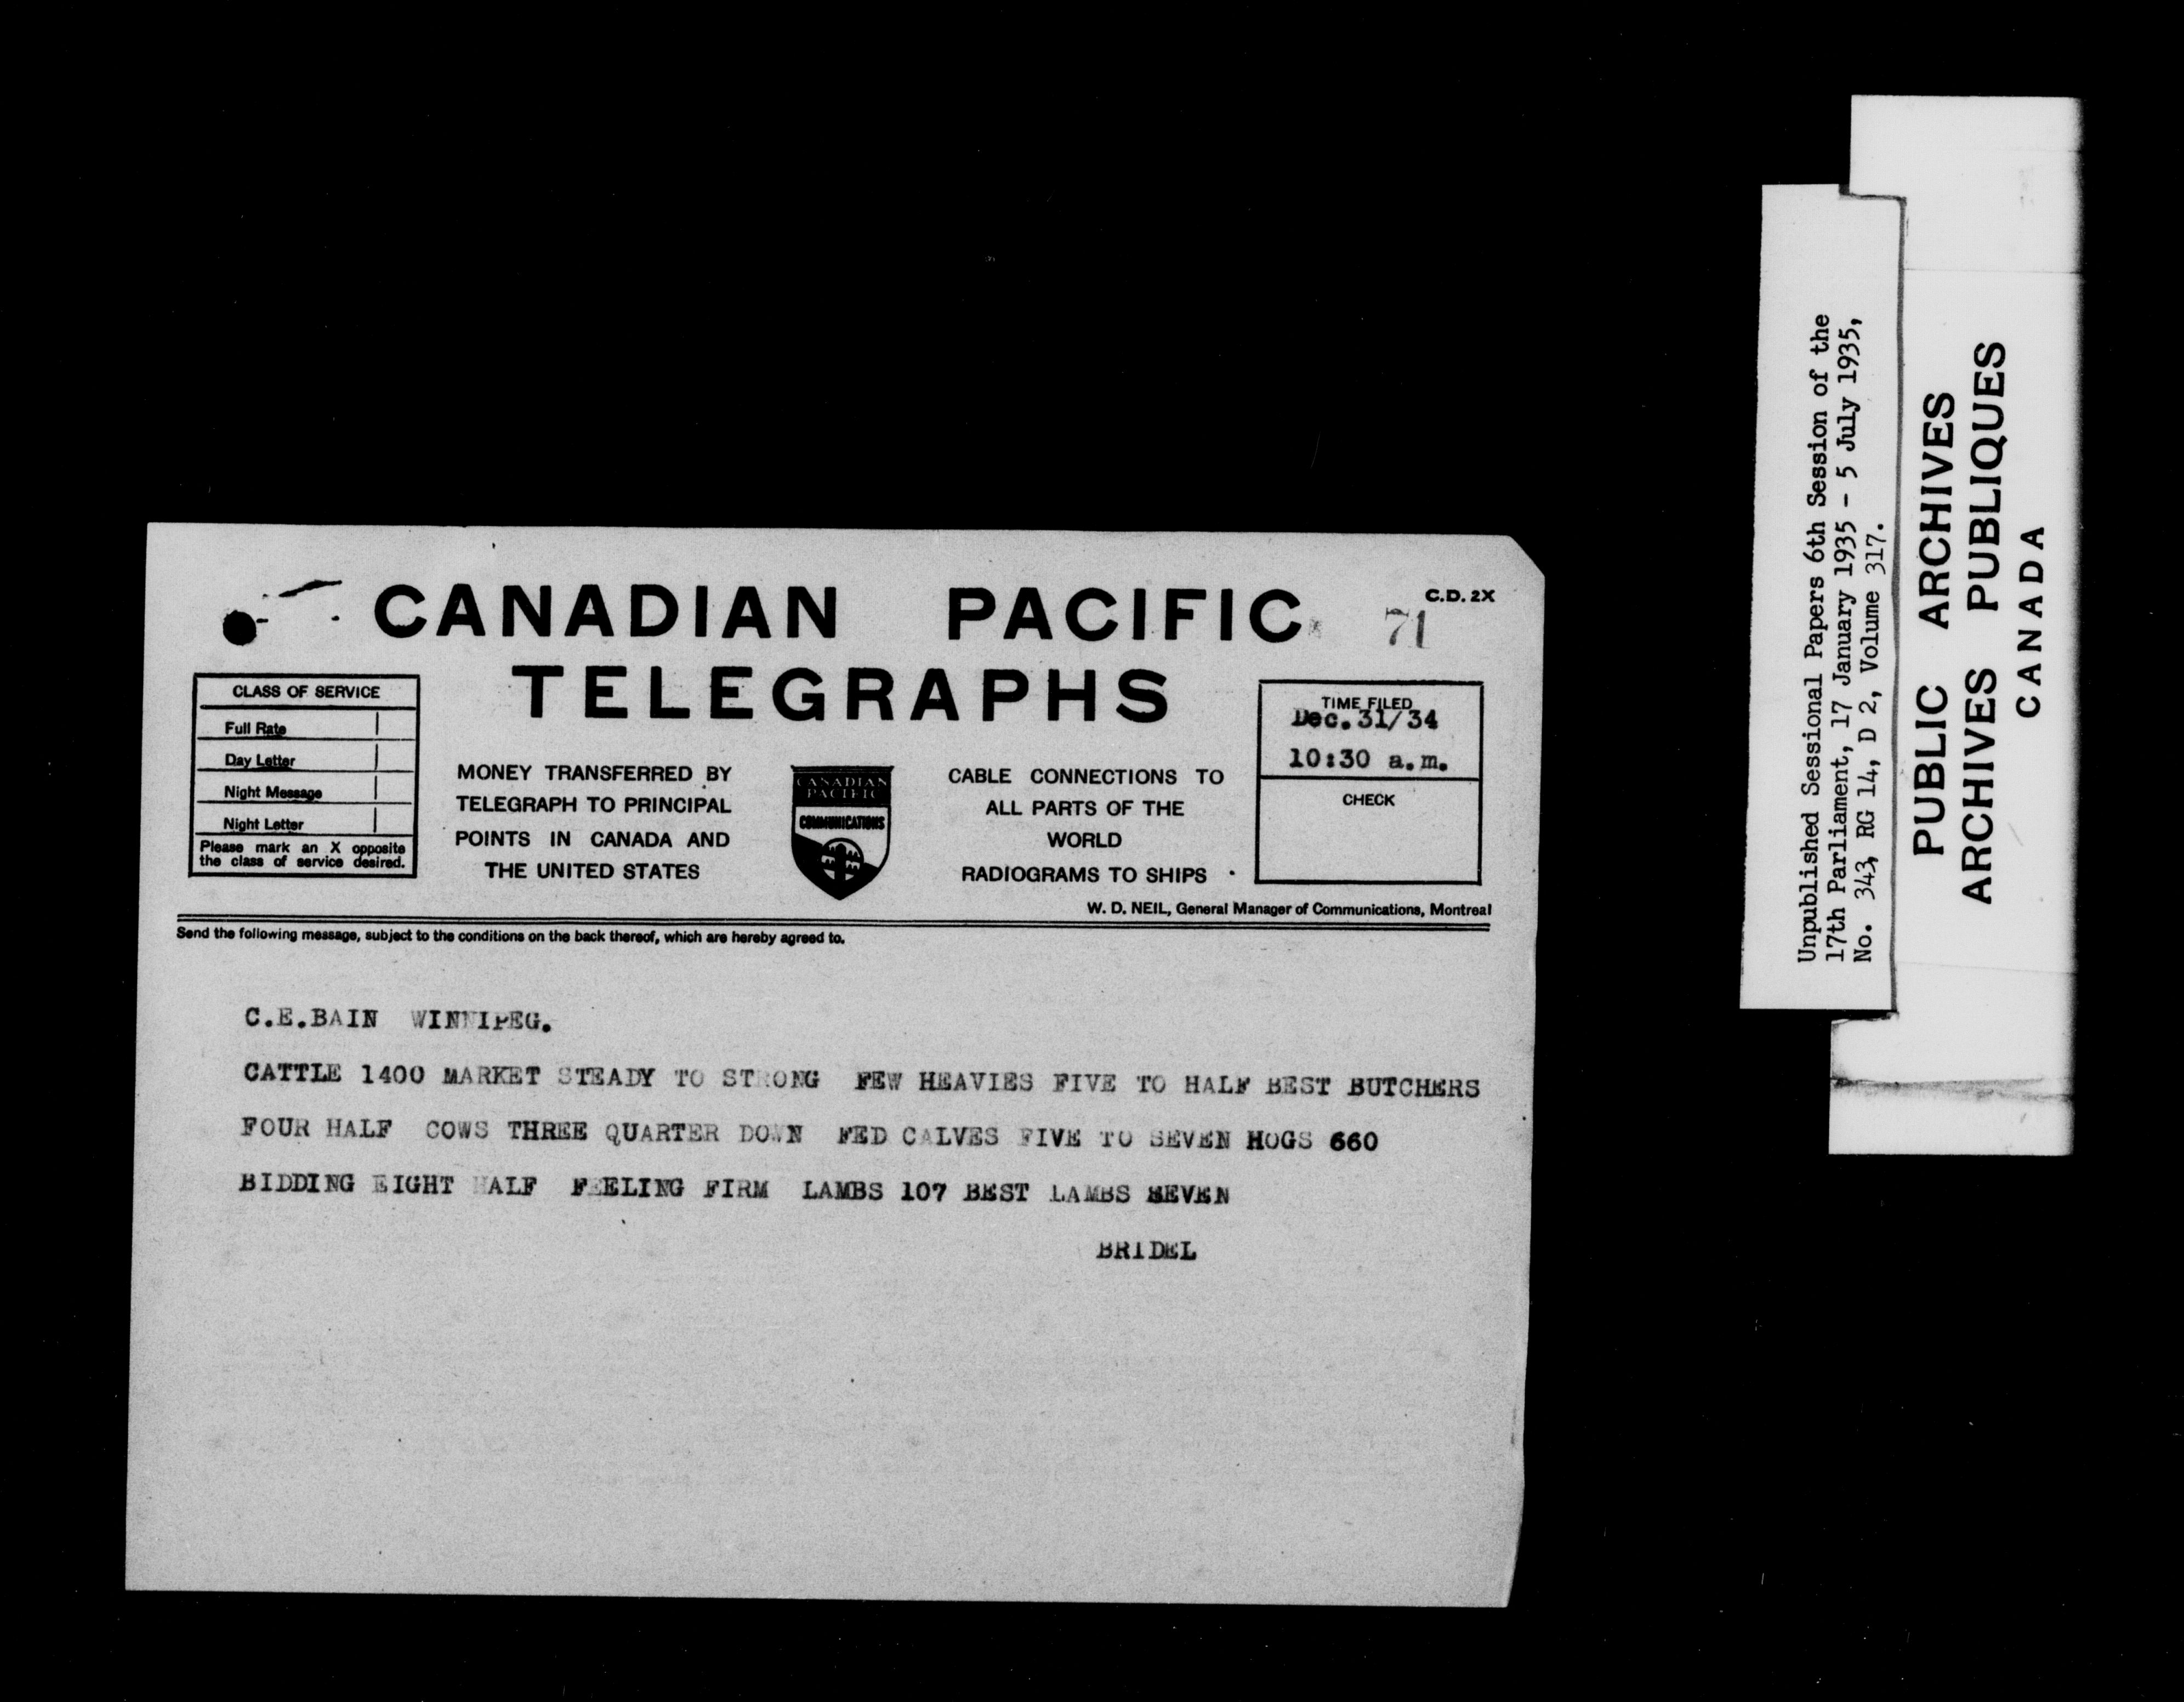 CANADIAN PACIFIC
TELEGRAPHS
C.D. 2X
71
CLASS OF SERVICE
Full Rate
Day Letter
Night Message
Night Letter
Please mark an X opposite
the class of service desired.
MONEY TRANSFERRED BY
TELEGRAPH TO PRINCIPAL
POINTS IN CANADA AND
THE UNITED STATES
CANADIAN
PACIFIC
COMMUNICATIONS
CABLE CONNECTIONS TO
ALL PARTS OF THE
WORLD
RADIOGRAMS TO SHIPS
TIME FILED
Dec. 31/34
10:30 a.m.
CHECK
W. D. NEIL, General Manager of Communications, Montreal
Send the following message, subject to the conditions on the back thereof, which are hereby agreed to.
C.E.BAIN WINNIPEG.
CATTLE 1400 MARKET STEADY TO STRONG FEW HEAVIES FIVE TO HALF BEST BUTCHERS
FOUR HALF COWS THREE QUARTER DOWN FED CALVES FIVE TO SEVEN HOGS 660
BIDDING EIGHT HALF FEELING FIRM LAMBS 107 BEST LAMBS SEVEN
BRIDEL
Unpublished Sessional Papers 6th Session of the
17th Parliament, 17 January 1935 - 5 July 1935,
No. 343, RG 14, D 2, Volume 317.
PUBLIC ARCHIVES
ARCHIVES PUBLIQUES
CANADA